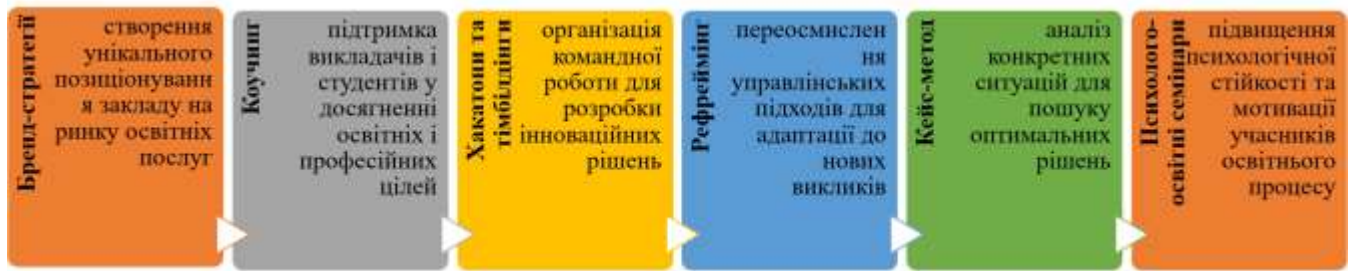 Бренд-стратегії
створення
унікального
позиціонуванн
я закладу на
ринку освітніх
послуг
Коучинг
підтримка
викладачів і
студентів у
досягненні
освітніх і
професійних
цілей
Хакатони та
тімбілдінги
організація
командної
роботи для
розробки
інноваційних
рішень
Рефреймінг
переосмислен
ня
управлінських
підходів для
адаптації до
нових
викликів
Кейс-метод
аналіз
конкретних
ситуацій для
пошуку
оптимальних
рішень
Психолого-
освітні семінари
підвищення
психологічної
стійкості та
мотивації
учасників
освітнього
процесу